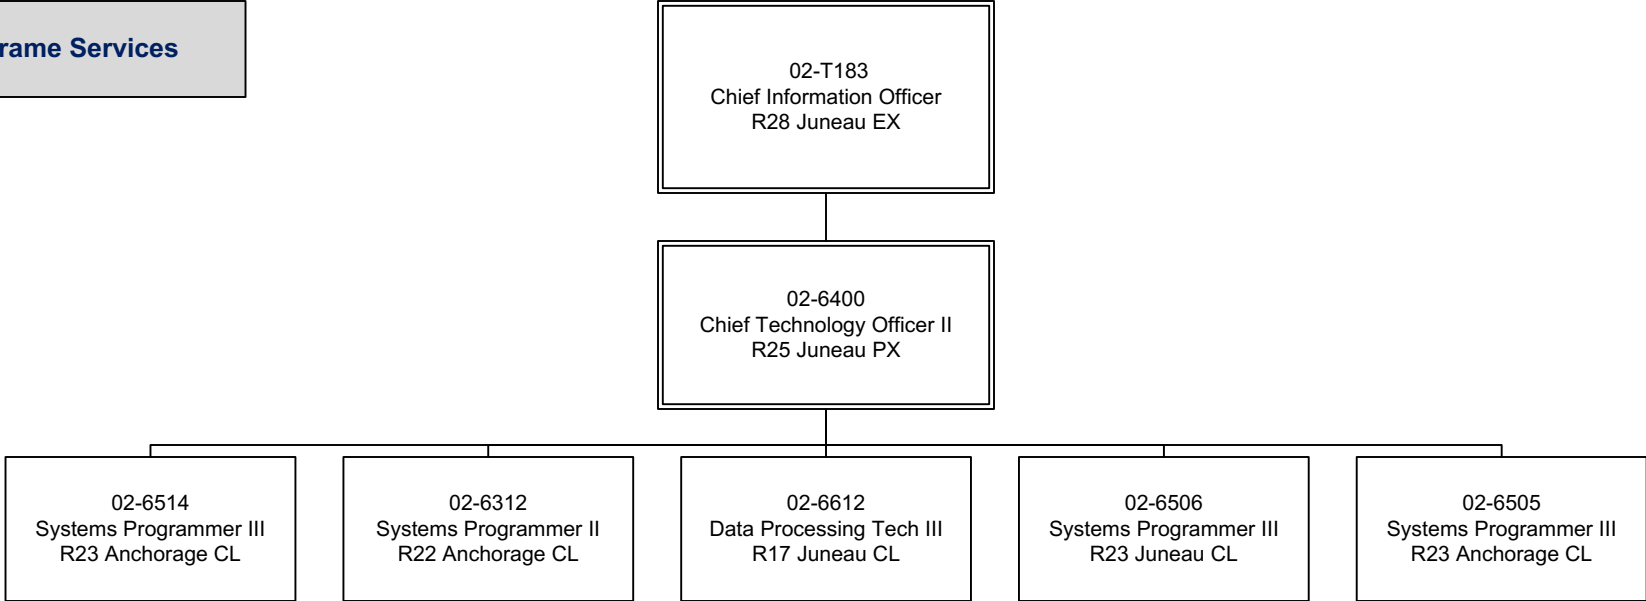 rame Services
02-T183
Chief Information Officer
R28 Juneau EX
02-6400
Chief Technology Officer II
R25 Juneau PX
02-6514
Systems Programmer III
R23 Anchorage CL
02-6312
Systems Programmer II
R22 Anchorage CL
02-6612
Data Processing Tech III
R17 Juneau CL
02-6506
Systems Programmer III
R23 Juneau CL
02-6505
Systems Programmer III
R23 Anchorage CL